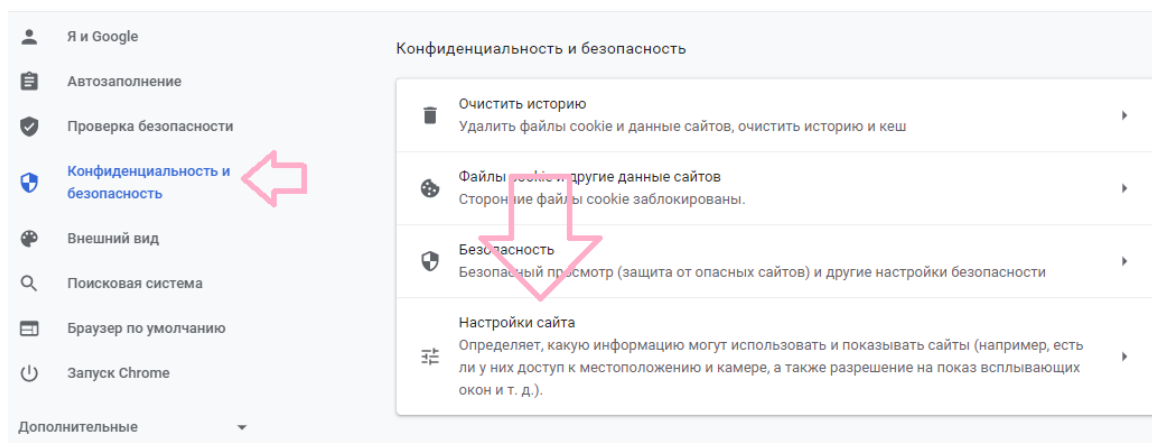 Я и Google
Автозаполнение
Проверка безопасности
Конфиденциальность и
безопасность
Внешний вид
Поисковая система
Браузер по умолчанию
Запуск Chrome
Дополнительные
Конфиденциальность и безопасность
Очистить историю
Удалить файлы cookie и данные сайтов, очистить историю и кеш
Файлы cookie и другие данные сайтов
Сторонние файлы cookie заблокированы.
Безопасность
Безопасный просмотр (защита от опасных сайтов) и другие настройки безопасности
Настройки сайта
Определяет, какую информацию могут использовать и показывать сайты (например, есть
ли у них доступ к местоположению и камере, а также разрешение на показ всплывающих
окон и т. д.).